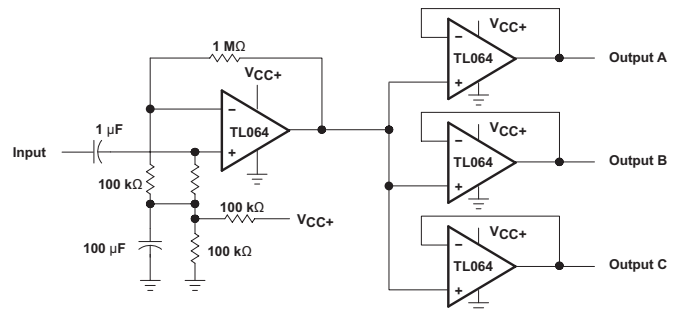 1 MΩ
VCC+
TL064
1 µF
Input
100 kΩ
100 kΩ
VCC+
100 µF
100 kΩ
VCC+
TL064
Output A
VCC+
TL064
Output B
VCC+
TL064
Output C